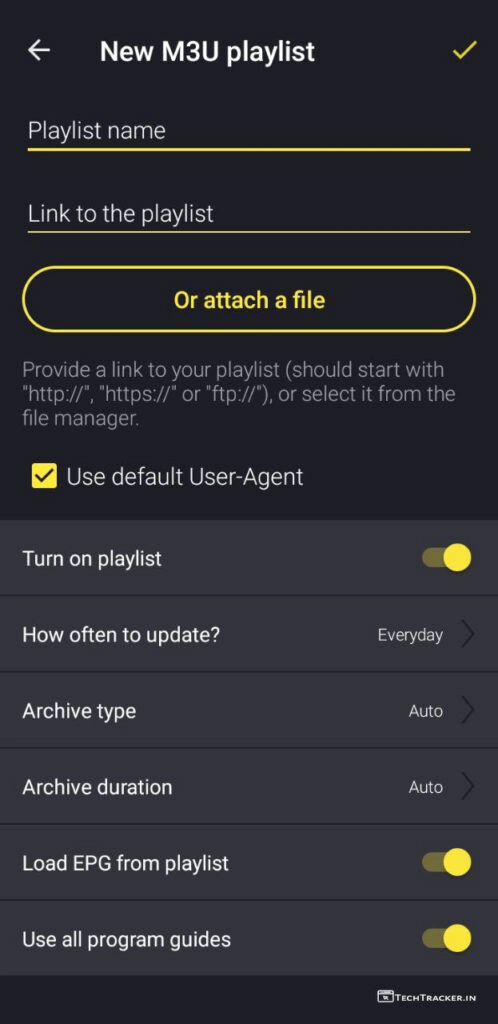 New M3U playlist
Playlist name
Link to the playlist
Or attach a file
Provide a link to your playlist (should start with
"http://", "https://" or "ftp://"), or select it from the
file manager.
Use default User-Agent
Turn on playlist
How often to update? Everyday
Archive type Auto
Archive duration Auto
Load EPG from playlist
Use all program guides
TECHTRACKER.IN